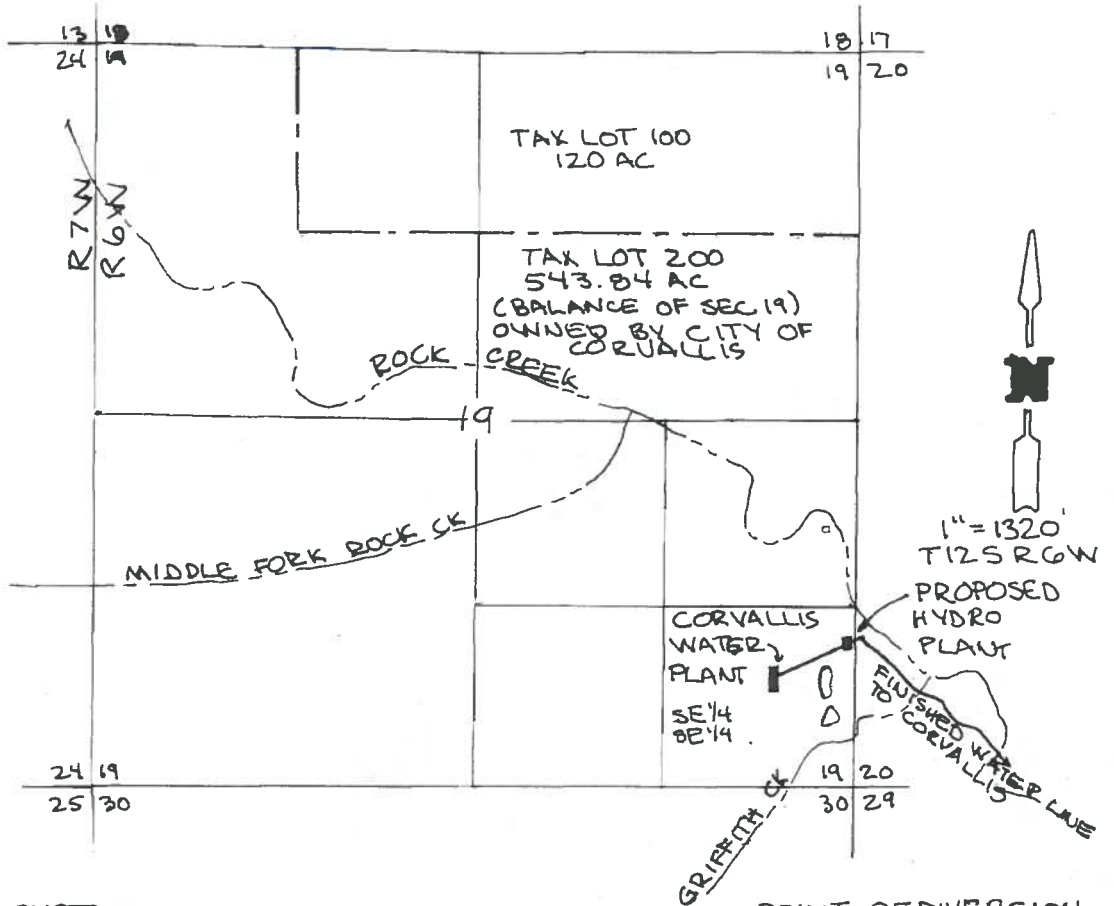 13 18
24 19
18 17
19 20
TAX LOT 100
120 AC
R7W
R6W
TAX LOT 200
543.84 AC
(BALANCE OF SEC 19)
OWNED BY CITY OF
CORVALLIS
ROCK CREEK
N
19
1"=1320'
T12S R6W
MIDDLE FORK ROCK CK
PROPOSED
HYDRO
PLANT
CORVALLIS
WATER
PLANT
SE 1/4
SE 1/4
FINISHED WATER LINE
TO CORVALLIS
24 19
25 30
19 20
30 29
GRIFFITH CK
POINT OF DIVERSION